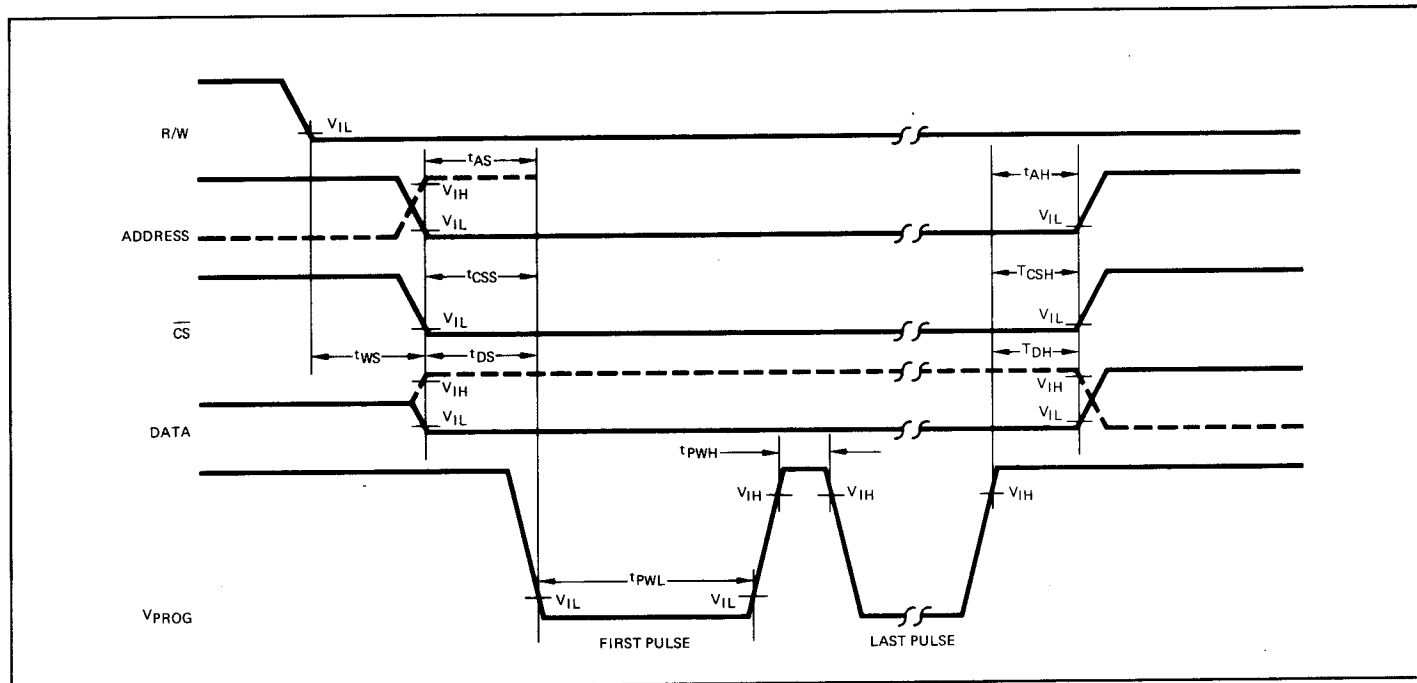 R/W
VIL
tAS
tAH
VIH
VIL
VIL
ADDRESS
tCSS
TCSH
VIL
VIL
CS
tWS
tDS
TDH
VIH
VIH
VIL
VIL
DATA
tPWH
VIH
VIH
VIH
tPWL
VIL
VIL
VPROG
FIRST PULSE
LAST PULSE